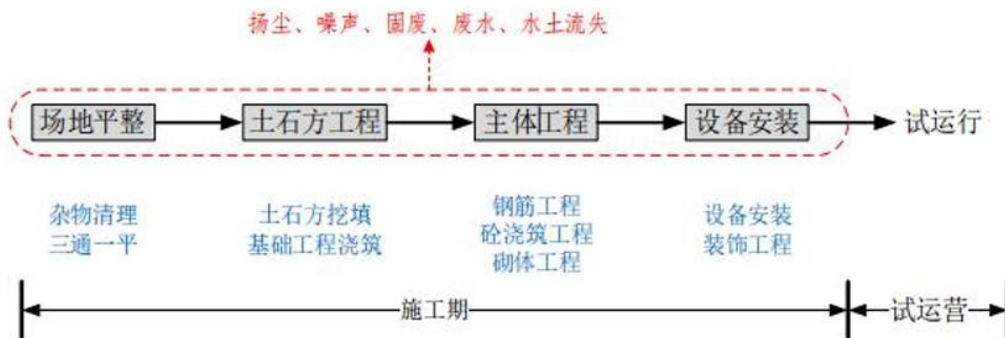 扬尘、噪声、固废、废水、水土流失
场地平整
土石方工程
主体工程
设备安装
试运行
杂物清理
三通一平
土石方挖填
基础工程浇筑
钢筋工程
砼浇筑工程
砌体工程
设备安装
装饰工程
施工期
试运营